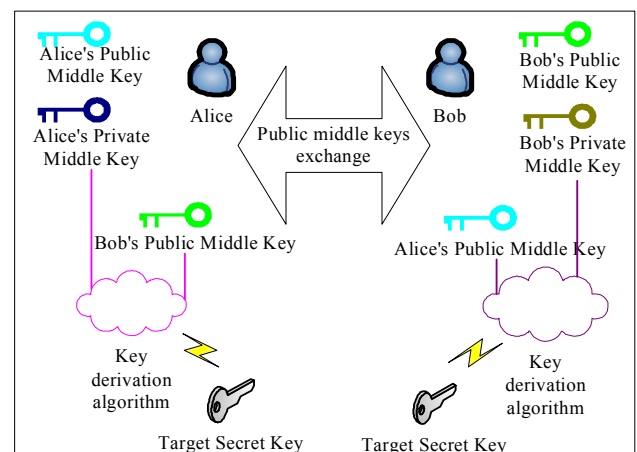 Alice's Public
Middle Key
Alice
Alice's Private
Middle Key
Public middle keys
exchange
Bob
Bob's Public
Middle Key
Bob's Private
Middle Key
Bob's Public Middle Key
Alice's Public Middle Key
Key
derivation
algorithm
Target Secret Key
Key
derivation
algorithm
Target Secret Key